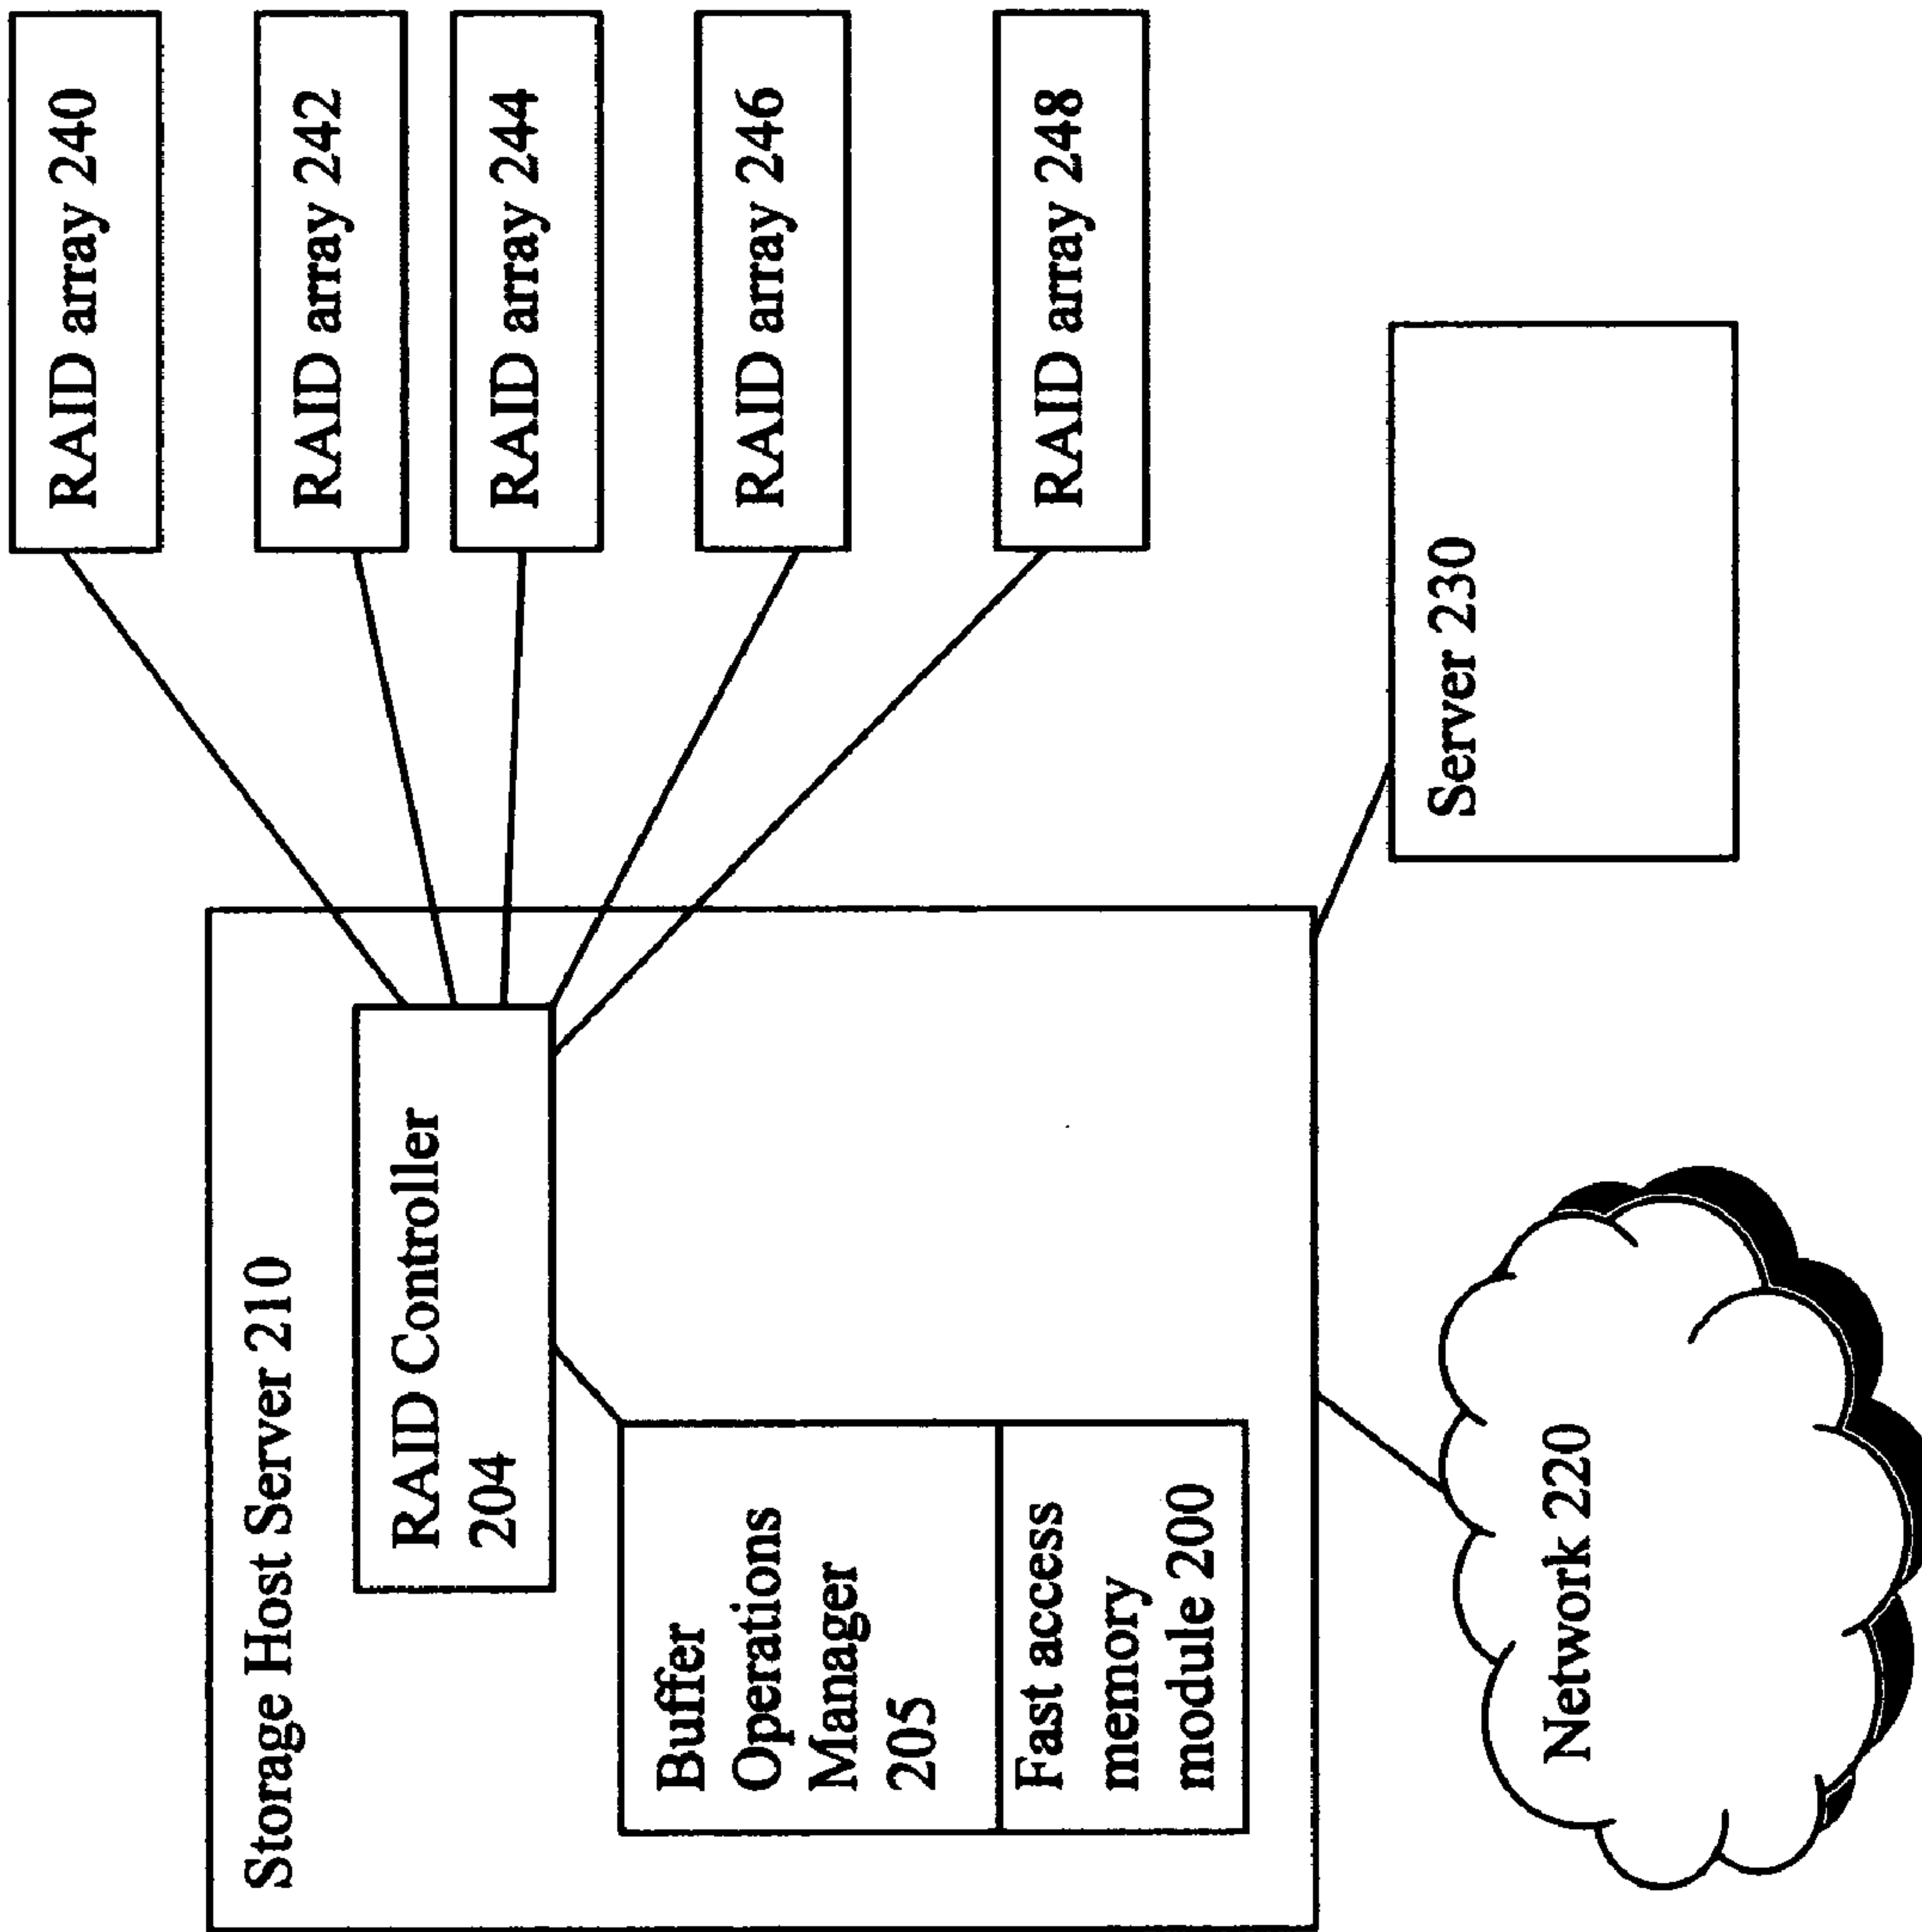 Storage Host Server 210
RAID Controller
204
Buffer
Operations
Manager
205
Fast access
memory
module 200
RAID array 240
RAID array 242
RAID array 244
RAID array 246
RAID array 248
Server 230
Network 220